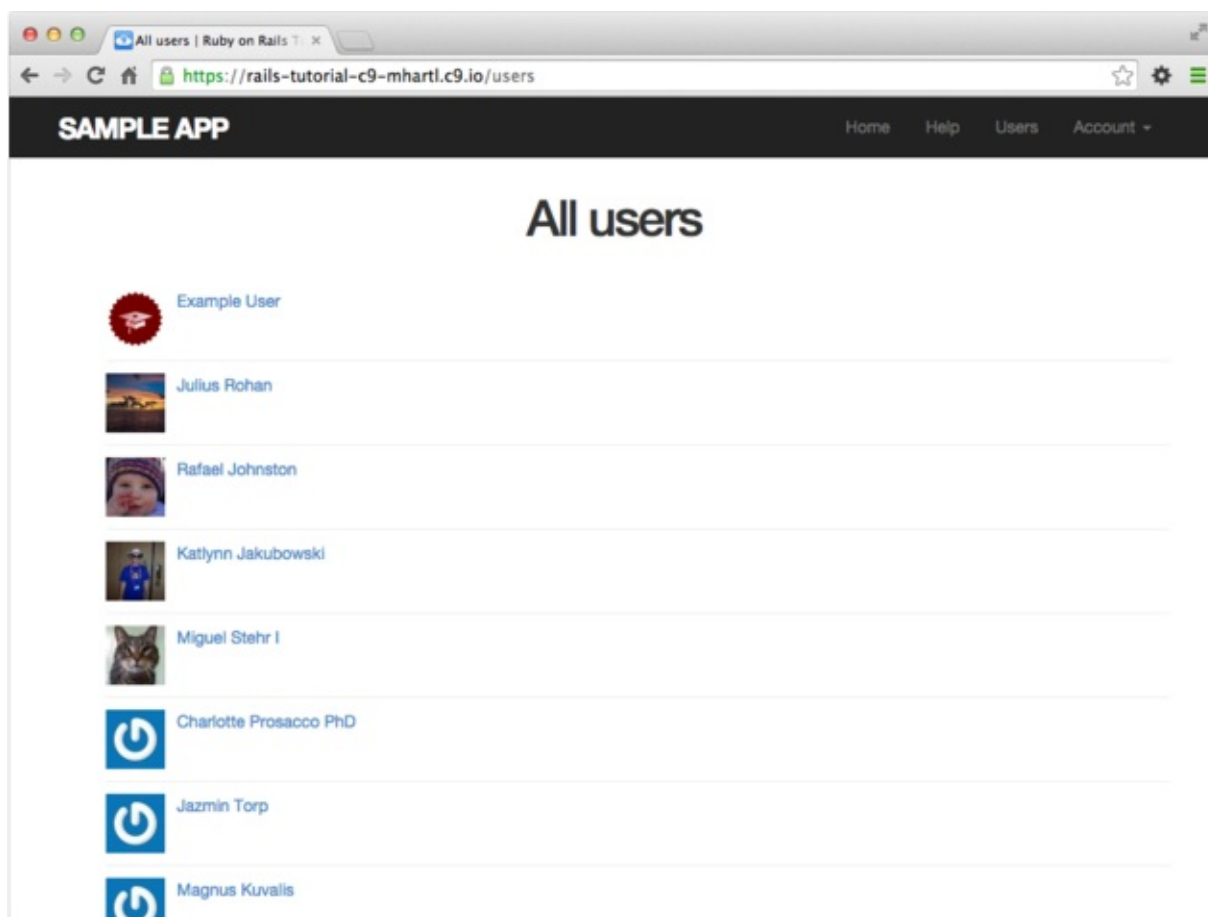 All users | Ruby on Rails T
https://rails-tutorial-c9-mhartl.c9.io/users
SAMPLE APP
Home Help Users Account
All users
Example User
Julius Rohan
Rafael Johnston
Katlynn Jakubowski
Miguel Stehr I
Charlotte Prosacco PhD
Jazmin Torp
Magnus Kuvalis